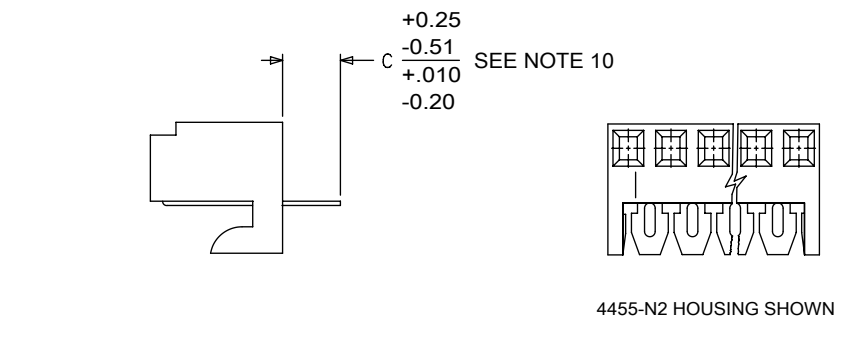 +0.25
-0.51
C
+.010
-0.20
SEE NOTE 10
4455-N2 HOUSING SHOWN